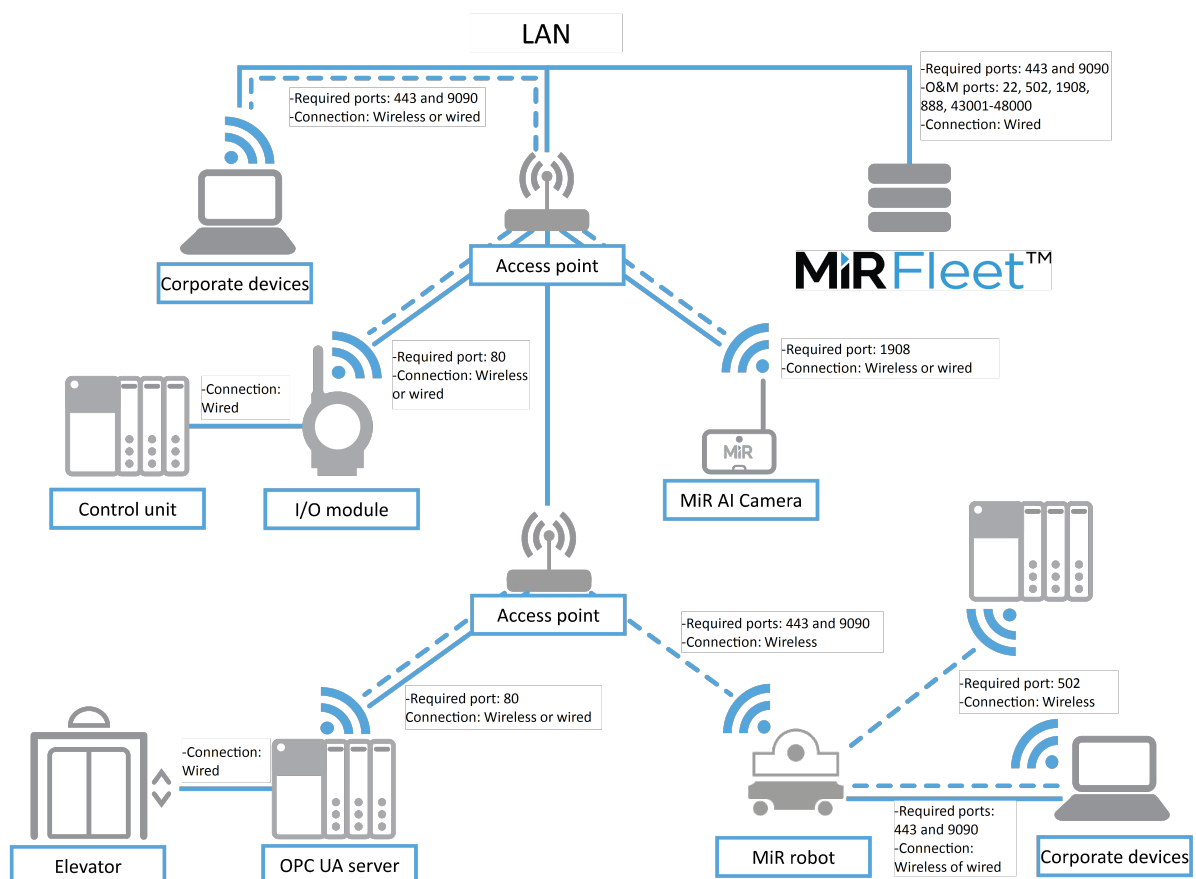 LAN
-Required ports: 443 and 9090
-O&M ports: 22, 502, 1908,
888, 43001-48000
-Connection: Wired
-Required ports: 443 and 9090
-Connection: Wireless or wired
Corporate devices
Access point
MiR Fleet™
-Required port: 80
-Connection: Wireless
or wired
-Required port: 1908
-Connection: Wireless or wired
-Connection:
Wired
MiR
Control unit
I/O module
MiR AI Camera
Access point
-Required ports: 443 and 9090
-Connection: Wireless
-Required port: 502
-Connection: Wireless
-Required port: 80
Connection: Wireless or wired
-Connection:
Wired
-Required ports:
443 and 9090
-Connection:
Wireless of wired
Elevator
OPC UA server
MiR robot
Corporate devices